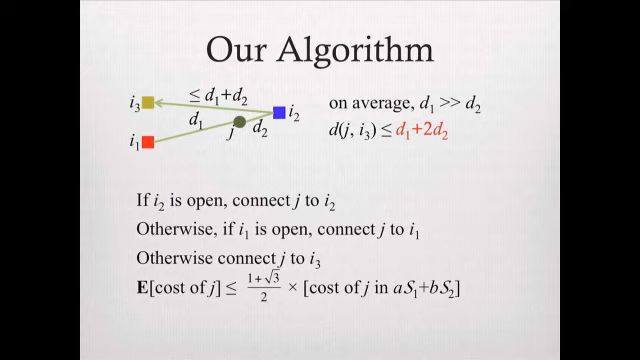 Our Algorithm
i₃ ≤ d₁+d₂
i₂
d₁
j d₂
i₁
on average, d₁ >> d₂
d(j, i₃) ≤ d₁+2d₂
If i₂ is open, connect j to i₂
Otherwise, if i₁ is open, connect j to i₁
Otherwise connect j to i₃
E[cost of j] ≤ (1+√3)/2 × [cost of j in aS₁+bS₂]